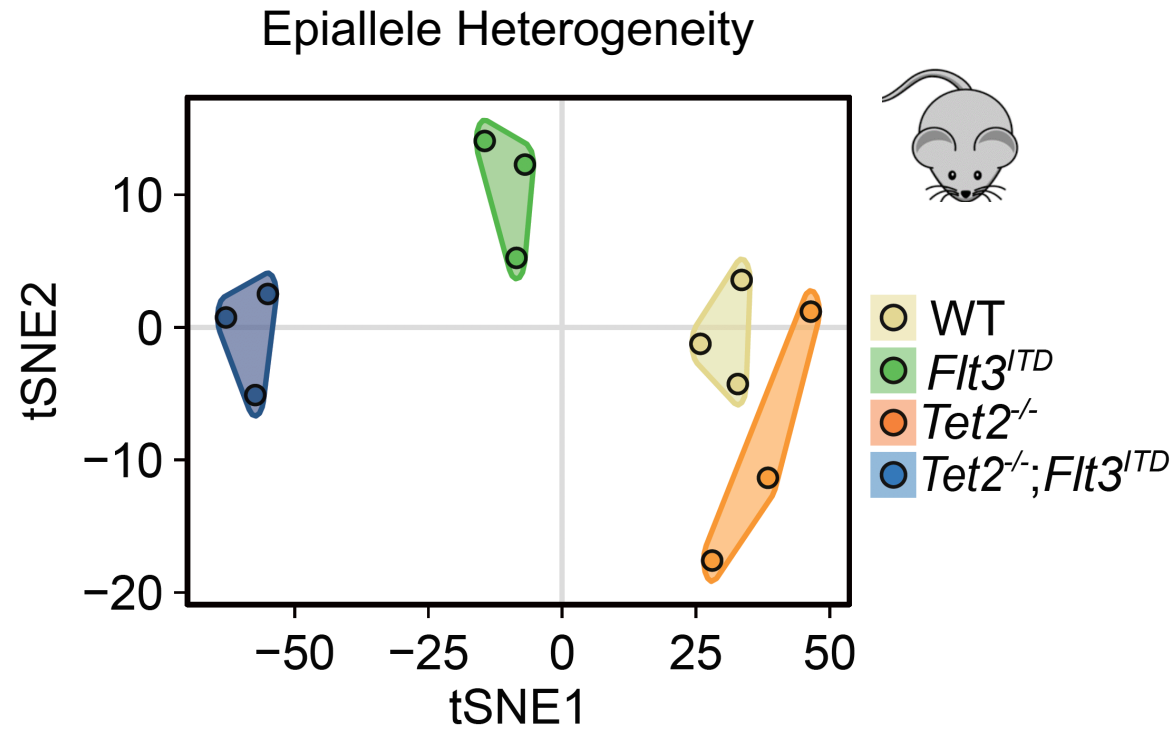 Epiallele Heterogeneity
tSNE2
10
0
−10
−20
−50 −25 0 25 50
tSNE1
WT
Flt3ITD
Tet2-/-
Tet2-/-;Flt3ITD